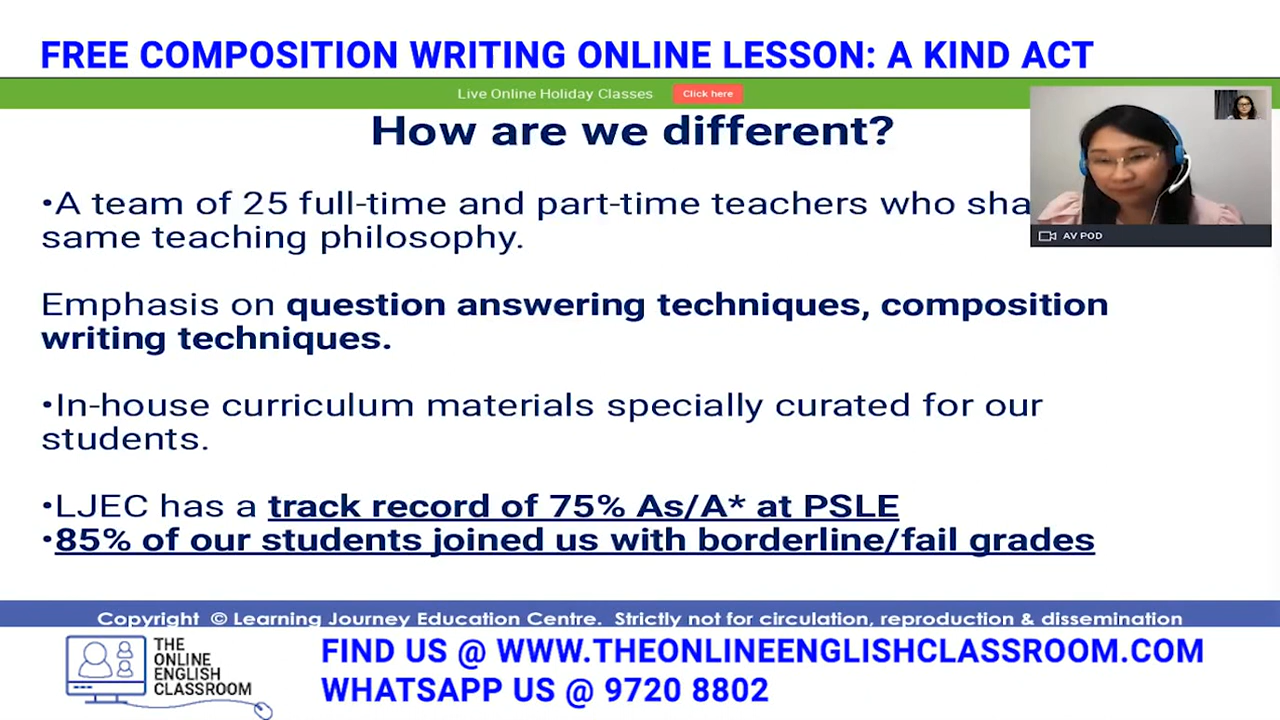 FREE COMPOSITION WRITING ONLINE LESSON: A KIND ACT
Live Online Holiday Classes Click here
How are we different?
•A team of 25 full-time and part-time teachers who sha
same teaching philosophy.
AV POD
Emphasis on question answering techniques, composition
writing techniques.
•In-house curriculum materials specially curated for our
students.
•LJEC has a track record of 75% As/A* at PSLE
•85% of our students joined us with borderline/fail grades
Copyright © Learning Journey Education Centre. Strictly not for circulation, reproduction & dissemination
THE
ONLINE
ENGLISH
CLASSROOM
FIND US @ WWW.THEONLINEENGLISHCLASSROOM.COM
WHATSAPP US @ 9720 8802